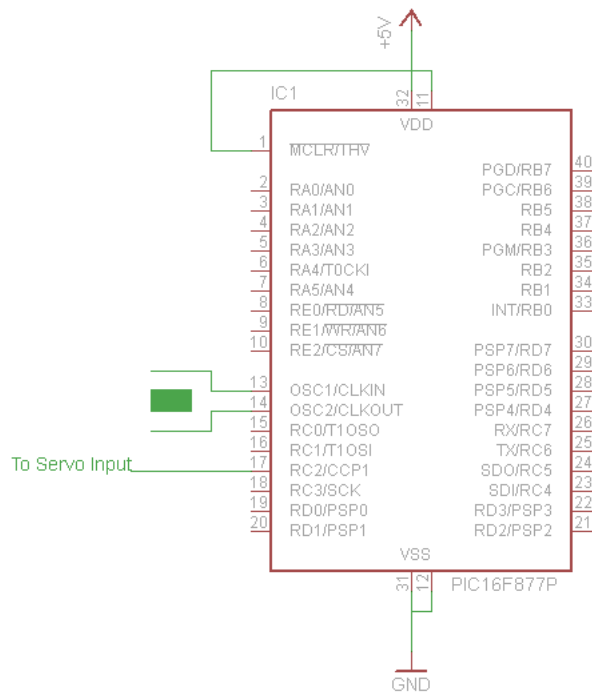 +5V
IC1
32
11
VDD
1
MCLR/THV
2
RA0/AN0
3
RA1/AN1
4
RA2/AN2
5
RA3/AN3
6
RA4/T0CKI
7
RA5/AN4
8
RE0/RD/AN5
9
RE1/WR/AN6
10
RE2/CS/AN7
13
OSC1/CLKIN
14
OSC2/CLKOUT
15
RC0/T1OSO
16
RC1/T1OSI
To Servo Input
17
RC2/CCP1
18
RC3/SCK
19
RD0/PSP0
20
RD1/PSP1
PGD/RB7
40
PGC/RB6
39
RB5
38
RB4
37
PGM/RB3
36
RB2
35
RB1
34
INT/RB0
33
PSP7/RD7
30
PSP6/RD6
29
PSP5/RD5
28
PSP4/RD4
27
RX/RC7
26
TX/RC6
25
SDO/RC5
24
SDI/RC4
23
RD3/PSP3
22
RD2/PSP2
21
VSS
31
12
PIC16F877P
GND